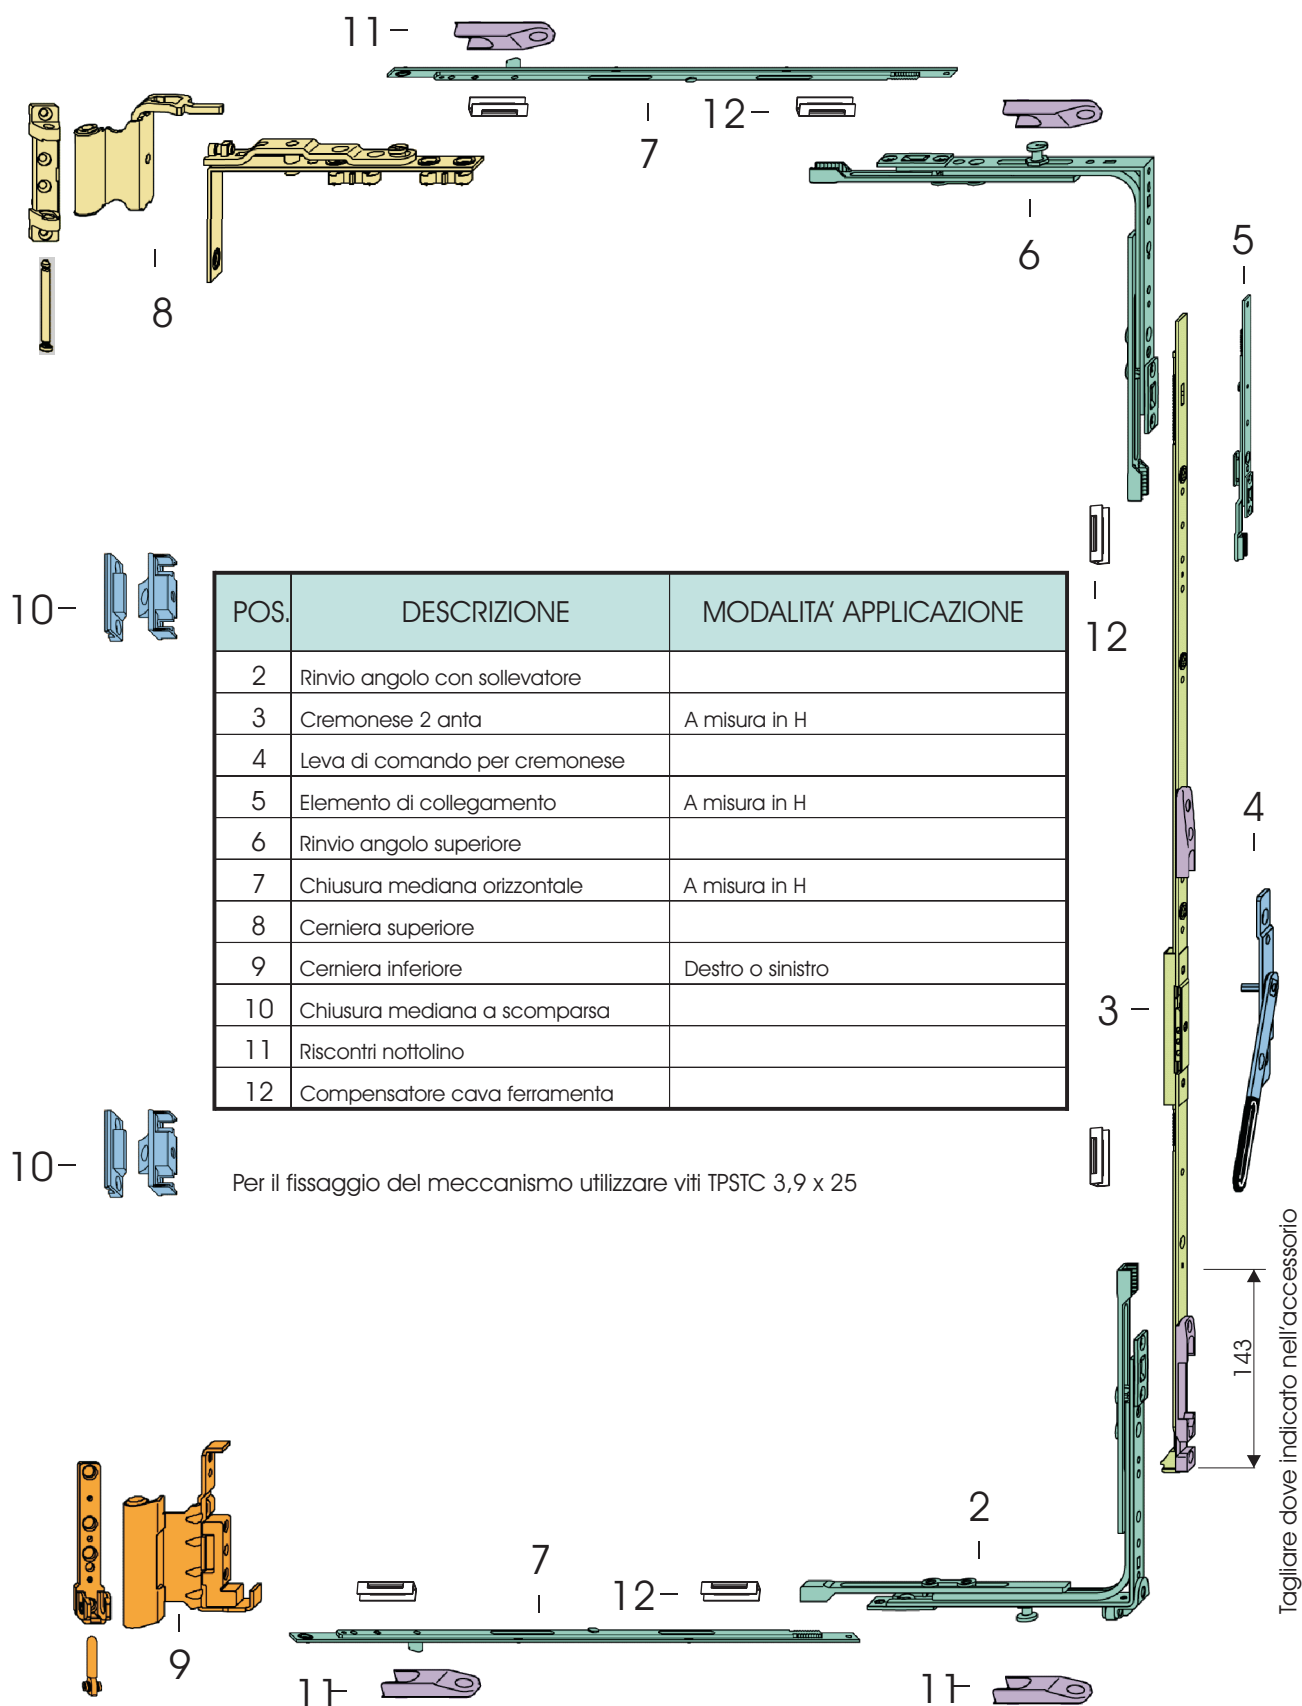 11
12
7
6
5
8
10
12
POS. DESCRIZIONE MODALITA' APPLICAZIONE
2 Rinvio angolo con sollevatore
3 Cremonese 2 anta A misura in H
4 Leva di comando per cremonese
5 Elemento di collegamento A misura in H
6 Rinvio angolo superiore
7 Chiusura mediana orizzontale A misura in H
8 Cerniera superiore
9 Cerniera inferiore Destro o sinistro
10 Chiusura mediana a scomparsa
11 Riscontri nottolino
12 Compensatore cava ferramenta
4
3
10
Per il fissaggio del meccanismo utilizzare viti TPSTC 3,9 x 25
143
Tagliare dove indicato nell'accessorio
2
7
12
9
11
11